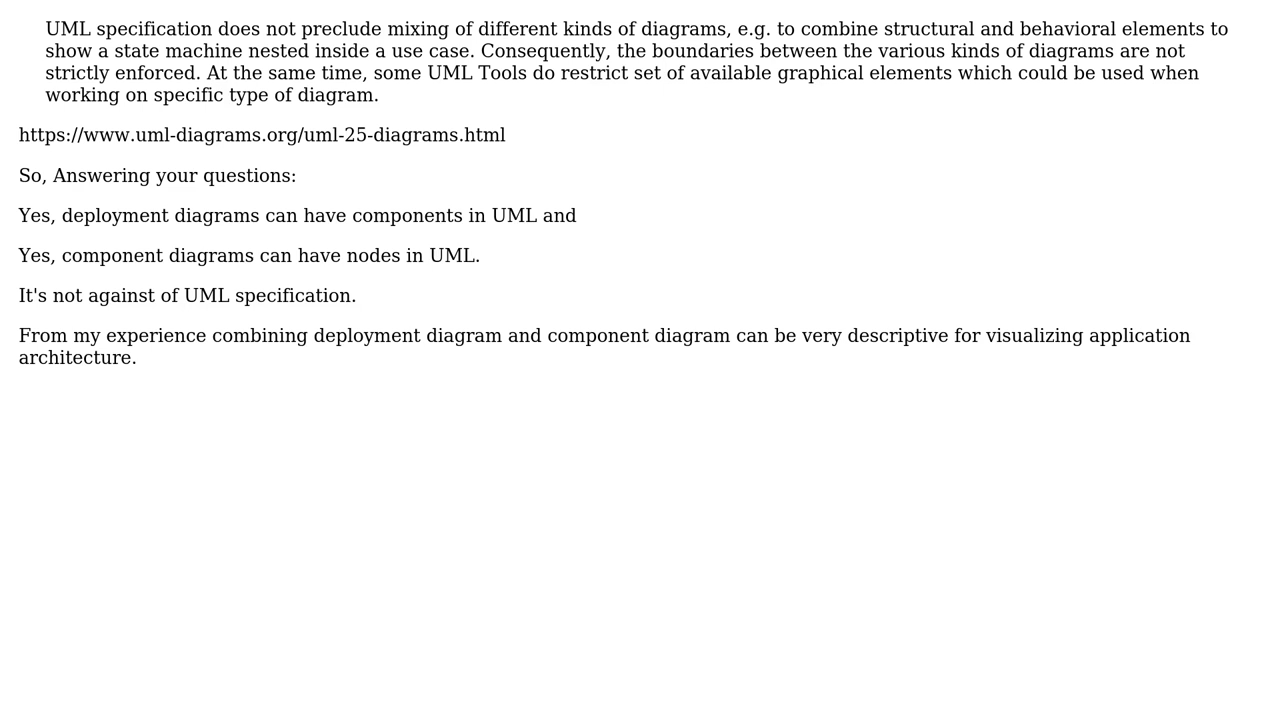 UML specification does not preclude mixing of different kinds of diagrams, e.g. to combine structural and behavioral elements to
show a state machine nested inside a use case. Consequently, the boundaries between the various kinds of diagrams are not
strictly enforced. At the same time, some UML Tools do restrict set of available graphical elements which could be used when
working on specific type of diagram.
https://www.uml-diagrams.org/uml-25-diagrams.html
So, Answering your questions:
Yes, deployment diagrams can have components in UML and
Yes, component diagrams can have nodes in UML.
It's not against of UML specification.
From my experience combining deployment diagram and component diagram can be very descriptive for visualizing application
architecture.